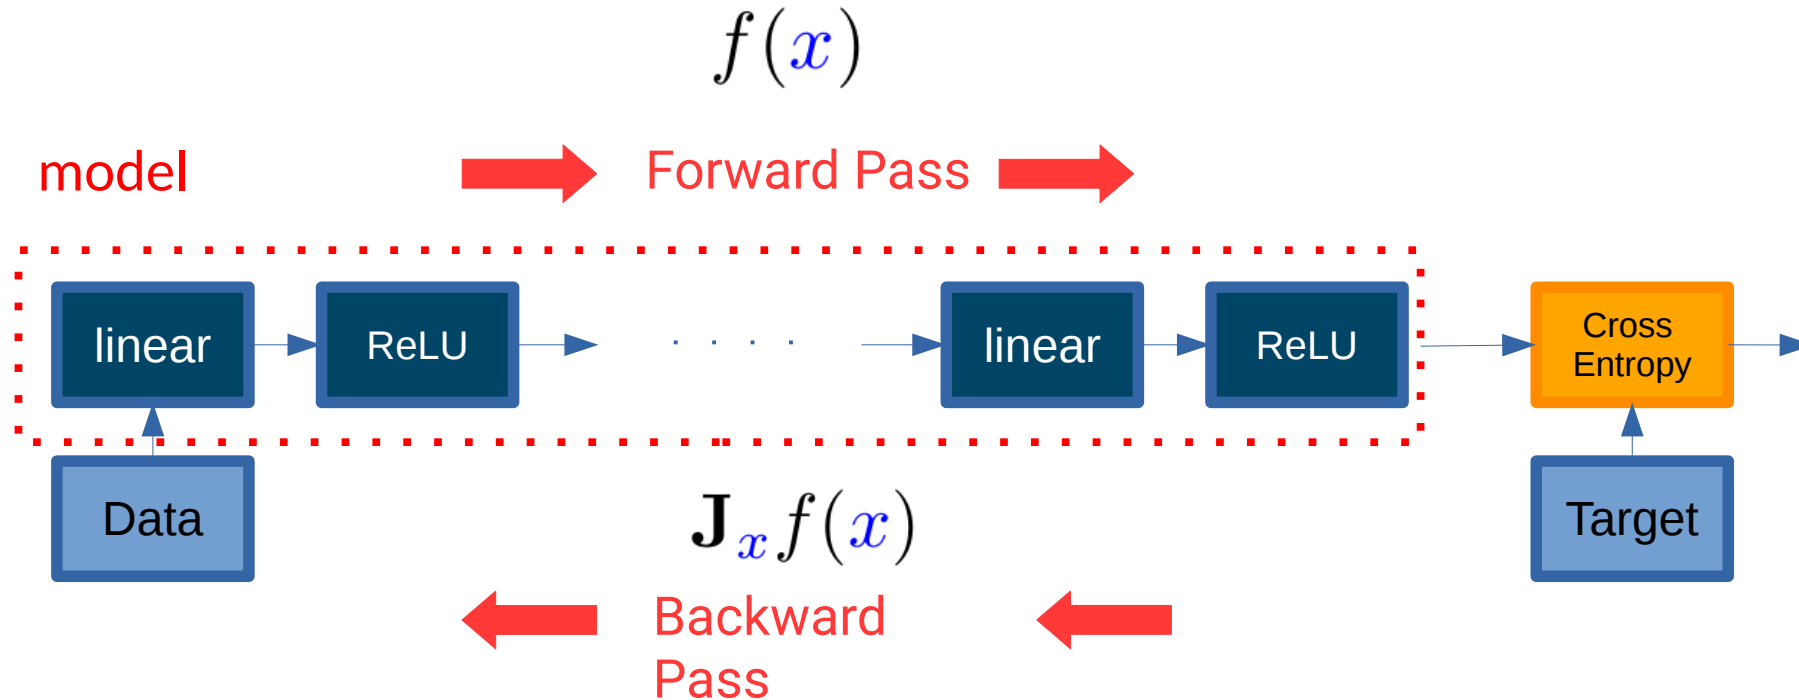 f(x)
model
Forward Pass
linear
ReLU
. . . .
linear
ReLU
Cross
Entropy
Data
Target
J_x f(x)
Backward
Pass